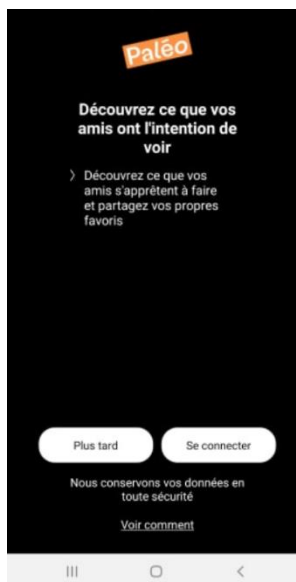 Paléo
Découvrez ce que vos
amis ont l'intention de
voir
〉 Découvrez ce que vos
amis s'apprêtent à faire
et partagez vos propres
favoris
Plus tard
Se connecter
Nous conservons vos données en
toute sécurité
Voir comment